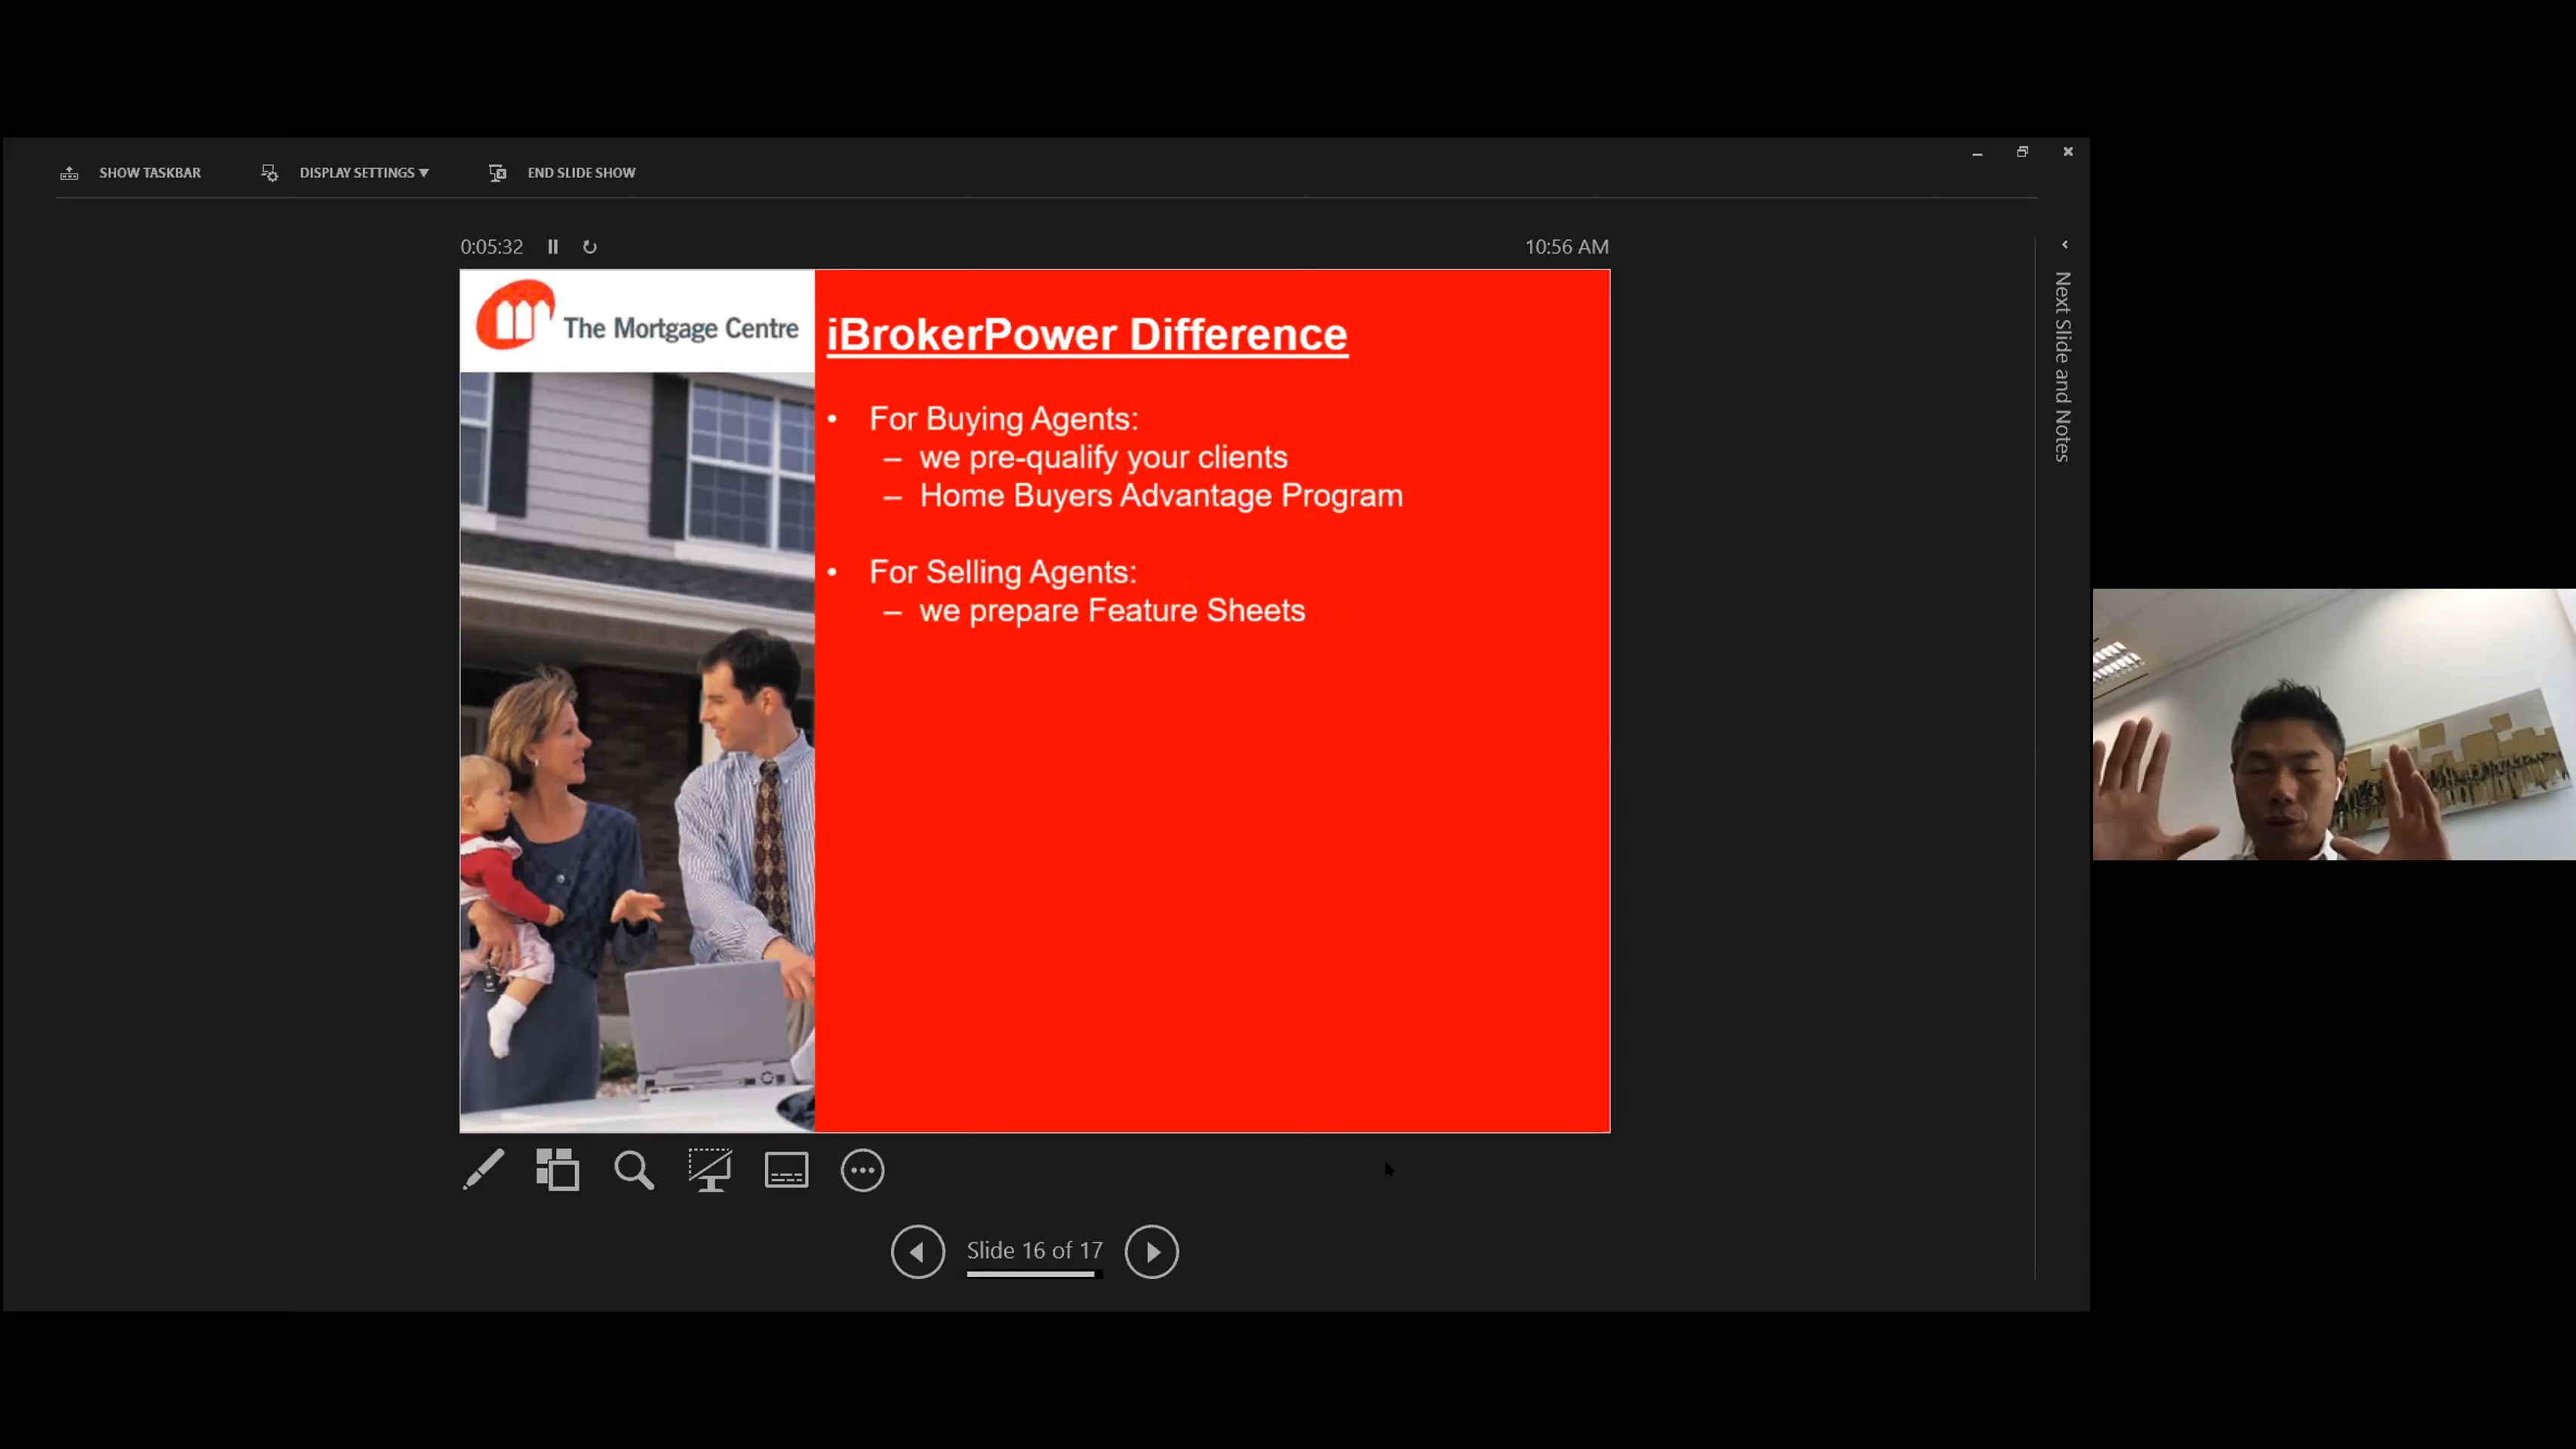 SHOW TASKBAR
DISPLAY SETTINGS ▼
END SLIDE SHOW
0:05:32
10:56 AM
The Mortgage Centre
iBrokerPower Difference
• For Buying Agents:
– we pre-qualify your clients
– Home Buyers Advantage Program
• For Selling Agents:
– we prepare Feature Sheets
Next Slide and Notes
Slide 16 of 17